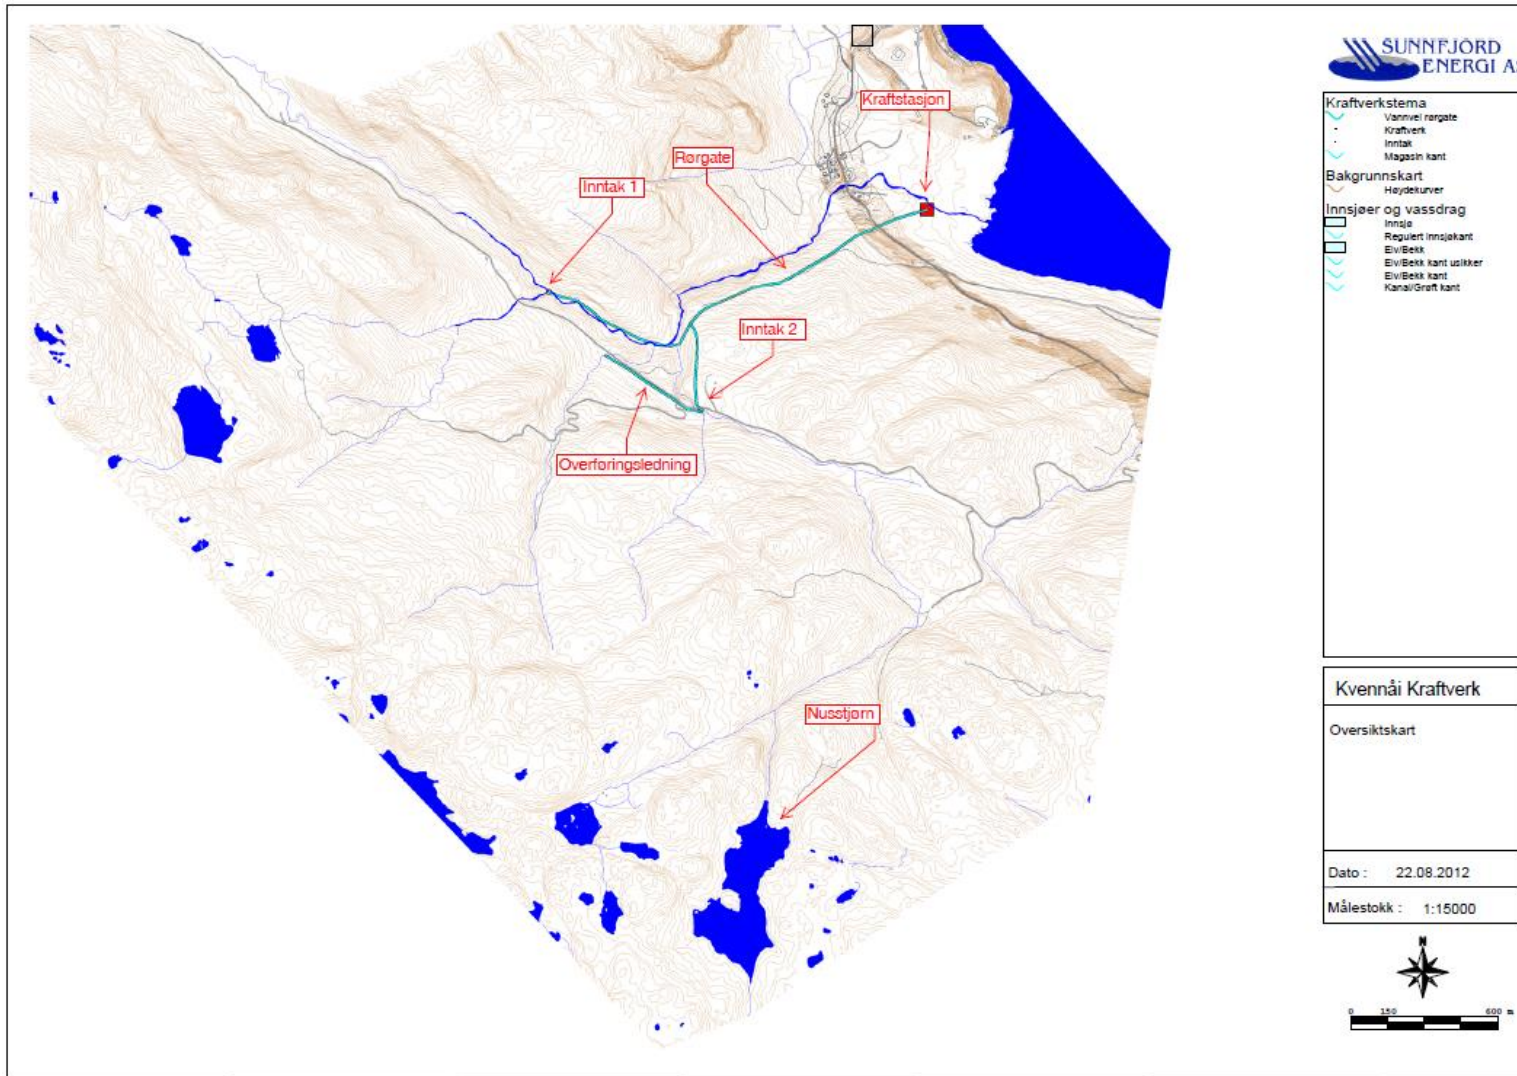 Kraftstasjon
Rørgate
Inntak 1
Inntak 2
Overføringsledning
Nusstjørn
SUNNFJORD
ENERGI AS
Kraftverkstema
Vannvei rørgate
Kraftverk
Inntak
Magasin kant
Bakgrunnskart
Høydekurver
Innsjøer og vassdrag
Innsjø
Regulert innsjøkant
Elv/Bekk
Elv/Bekk kant usikker
Elv/Bekk kant
Kanal/Grøft kant
Kvennåi Kraftverk
Oversiktskart
Dato : 22.08.2012
Målestokk : 1:15000
N
0 150 600 m